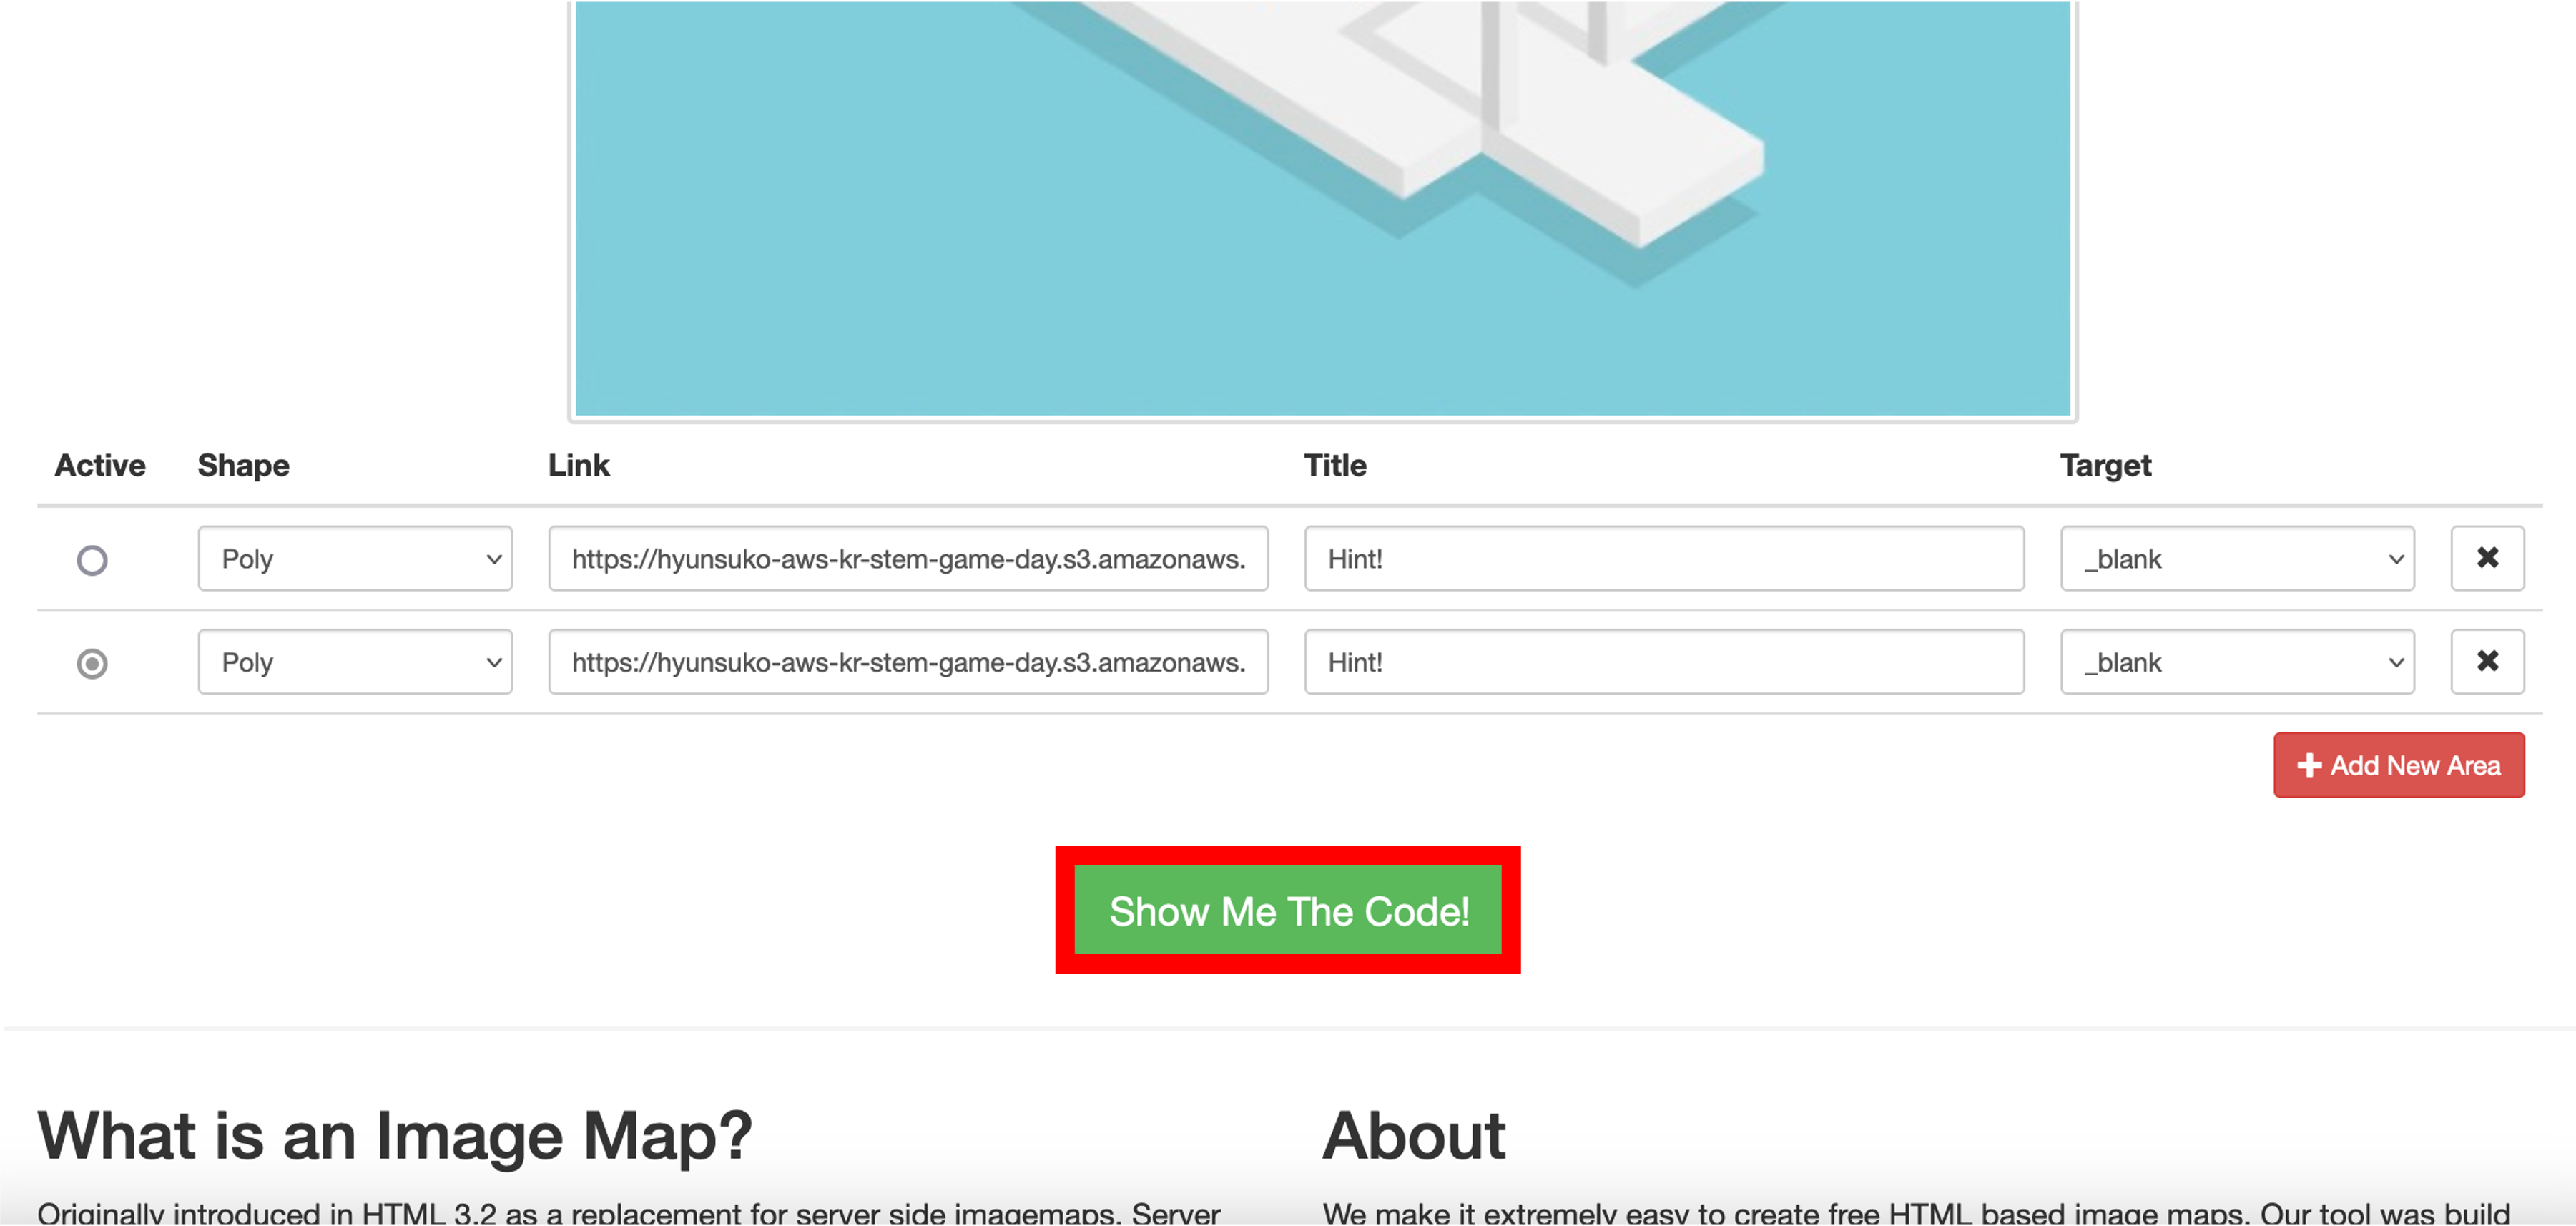 Active Shape Link Title Target
Poly https://hyunsuko-aws-kr-stem-game-day.s3.amazonaws. Hint! _blank
Poly https://hyunsuko-aws-kr-stem-game-day.s3.amazonaws. Hint! _blank
Add New Area
Show Me The Code!
What is an Image Map?
Originally introduced in HTML 3.2 as a replacement for server side imagemaps. Server
About
We make it extremely easy to create free HTML based image maps. Our tool was build